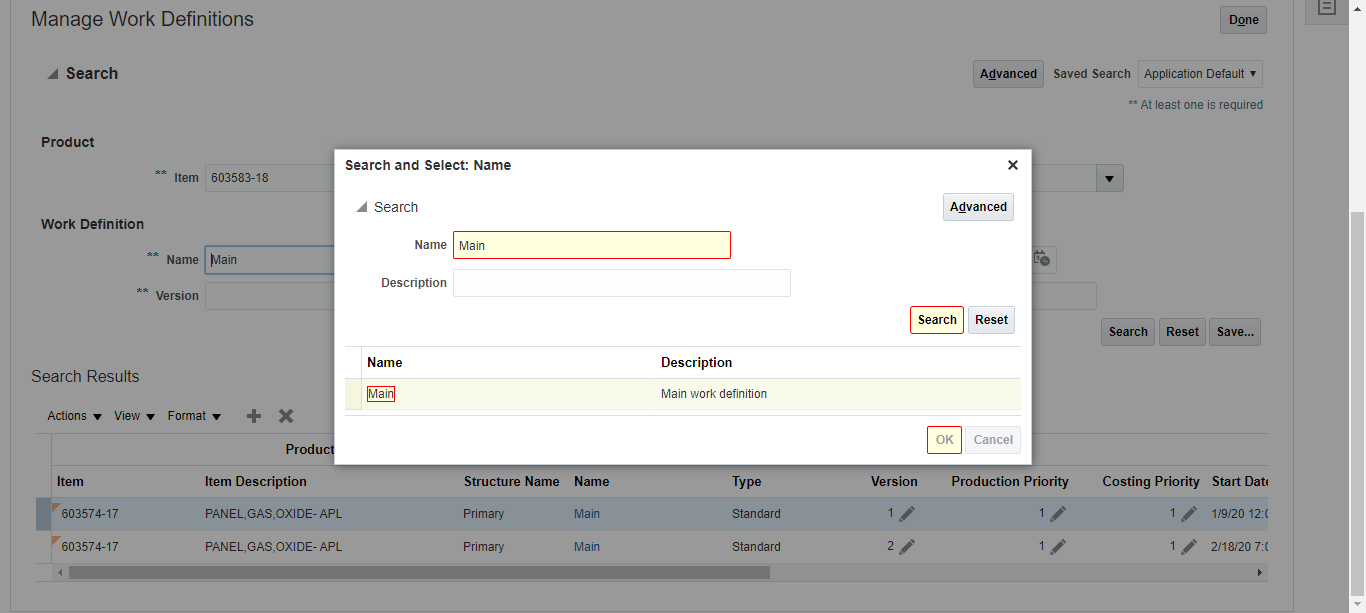 Manage Work Definitions
Done
Search
Advanced Saved Search Application Default
** At least one is required
Product
** Item 603583-18
Work Definition
** Name Main
** Version
Search Reset Save...
Search and Select: Name
Search
Advanced
Name Main
Description
Search Reset
Name Description
Main Main work definition
OK Cancel
Search Results
Actions View Format
Product
Item Item Description Structure Name Name Type Version Production Priority Costing Priority Start Date
603574-17 PANEL,GAS,OXIDE- APL Primary Main Standard 1 1 1 1/9/20 12:0
603574-17 PANEL,GAS,OXIDE- APL Primary Main Standard 2 1 1 2/18/20 7:0